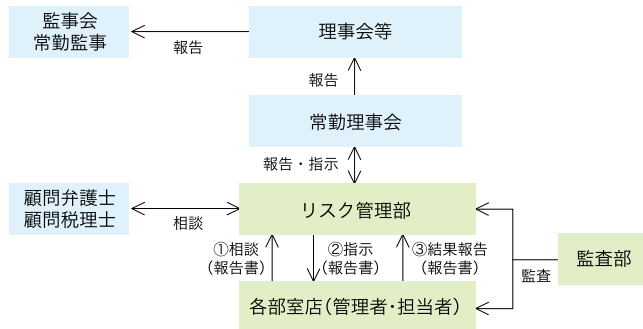 監事会
常勤監事
報告
理事会等
報告
常勤理事会
報告・指示
顧問弁護士
顧問税理士
相談
リスク管理部
①相談
（報告書）
②指示
（報告書）
③結果報告
（報告書）
監査
監査部
各部室店（管理者・担当者）